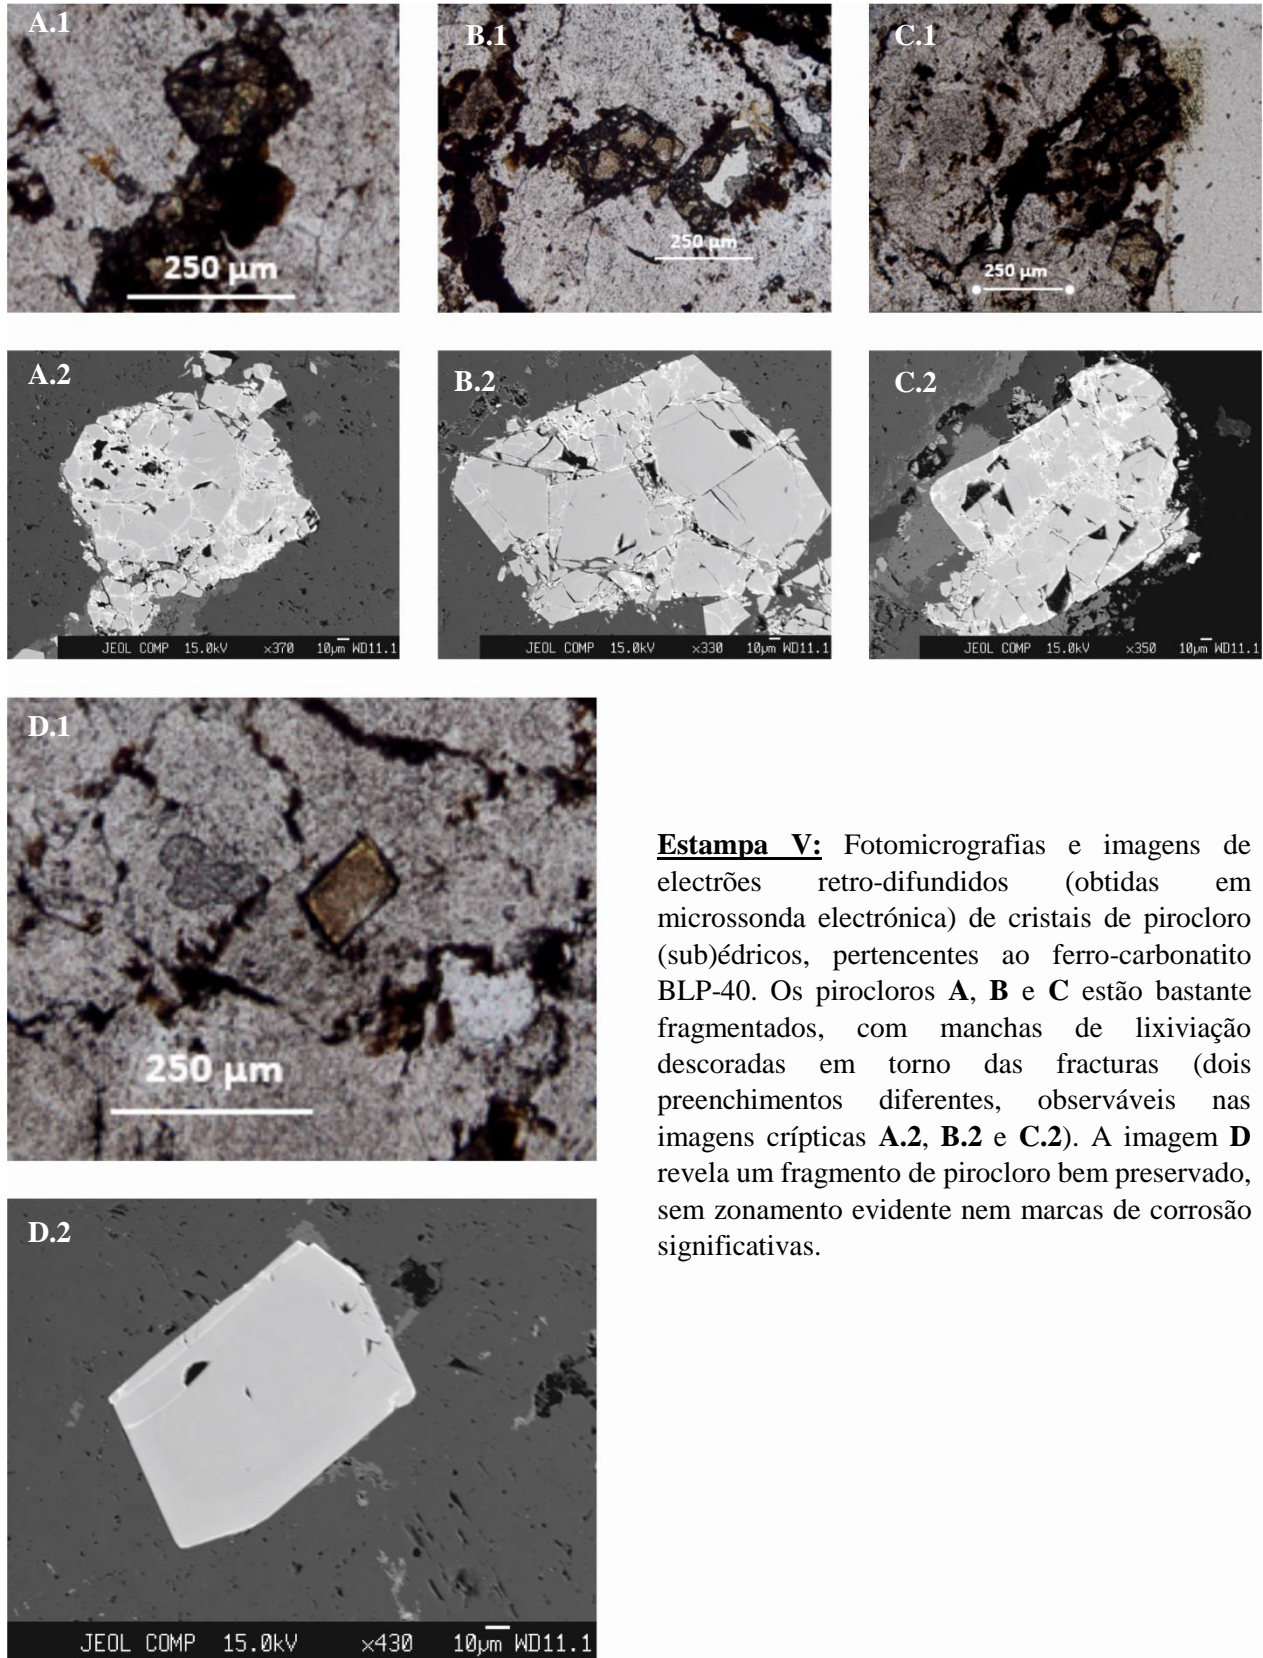 A.1
B.1
C.1
250 µm
250 µm
250 µm
A.2
B.2
C.2
JEOL COMP 15.0kV ×370 10µm WD11.1
JEOL COMP 15.0kV ×330 10µm WD11.1
JEOL COMP 15.0kV ×350 10µm WD11.1
D.1
250 µm
D.2
JEOL COMP 15.0kV ×430 10µm WD11.1
Estampa V: Fotomicrografias e imagens de
electrões retro-difundidos (obtidas em
microssonda electrónica) de cristais de pirocloro
(sub)édricos, pertencentes ao ferro-carbonatito
BLP-40. Os pirocloros A, B e C estão bastante
fragmentados, com manchas de lixiviação
descoradas em torno das fracturas (dois
preenchimentos diferentes, observáveis nas
imagens crípticas A.2, B.2 e C.2). A imagem D
revela um fragmento de pirocloro bem preservado,
sem zonamento evidente nem marcas de corrosão
significativas.